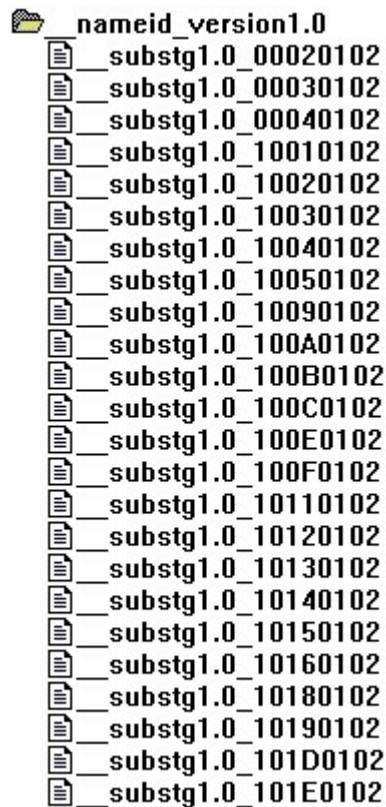 __nameid_version1.0
__substg1.0_00020102
__substg1.0_00030102
__substg1.0_00040102
__substg1.0_10010102
__substg1.0_10020102
__substg1.0_10030102
__substg1.0_10040102
__substg1.0_10050102
__substg1.0_10090102
__substg1.0_100A0102
__substg1.0_100B0102
__substg1.0_100C0102
__substg1.0_100E0102
__substg1.0_100F0102
__substg1.0_10110102
__substg1.0_10120102
__substg1.0_10130102
__substg1.0_10140102
__substg1.0_10150102
__substg1.0_10160102
__substg1.0_10180102
__substg1.0_10190102
__substg1.0_101D0102
__substg1.0_101E0102